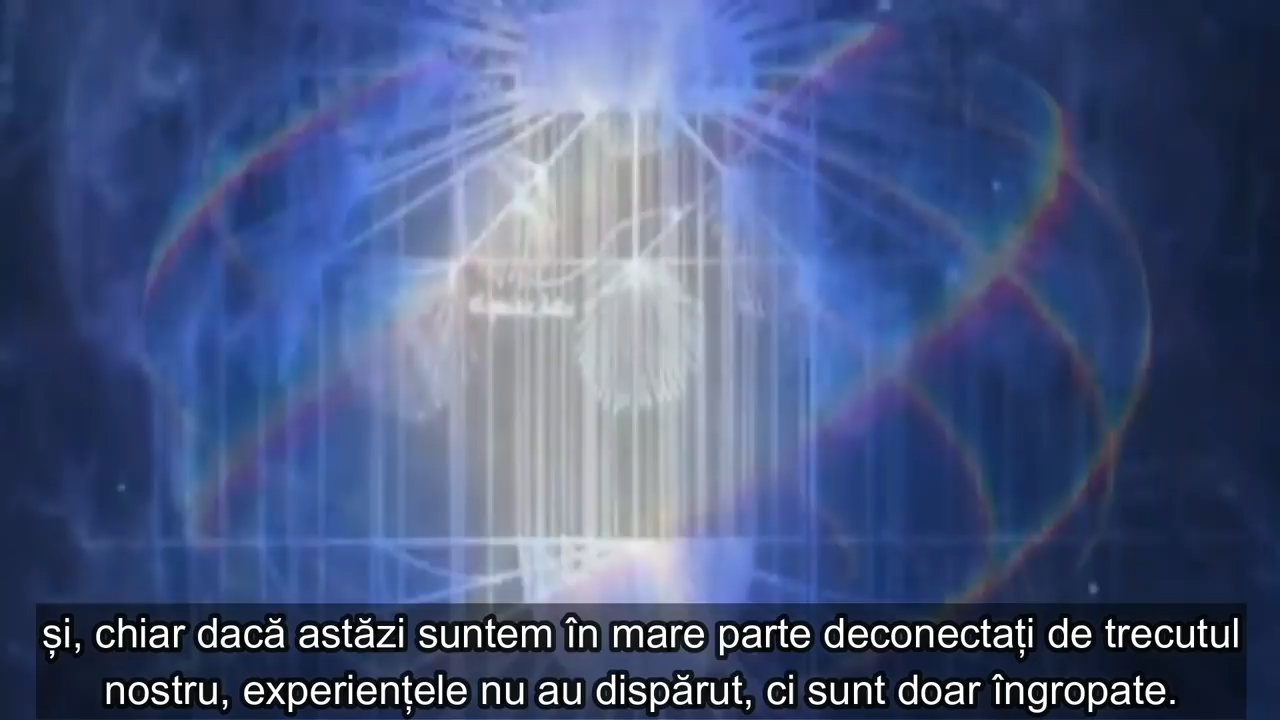 și, chiar dacă astăzi suntem în mare parte deconectați de trecutul
nostru, experiențele nu au dispărut, ci sunt doar îngropate.